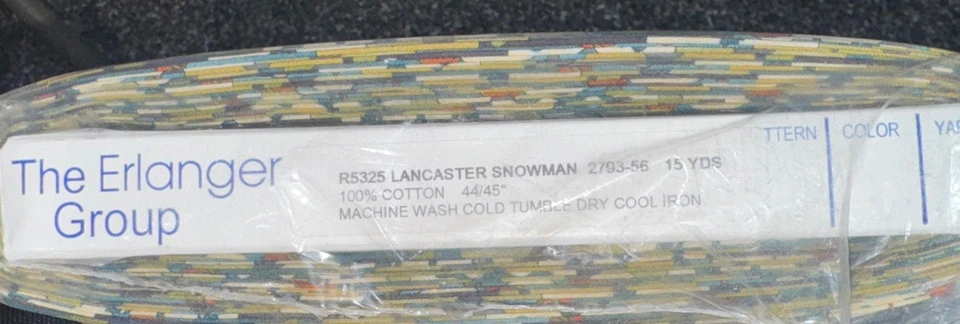 The Erlanger
Group
R5325 LANCASTER SNOWMAN 2793-56 15 YDS
100% COTTON 44/45"
MACHINE WASH COLD TUMBLE DRY COOL IRON
TTERN COLOR YAR